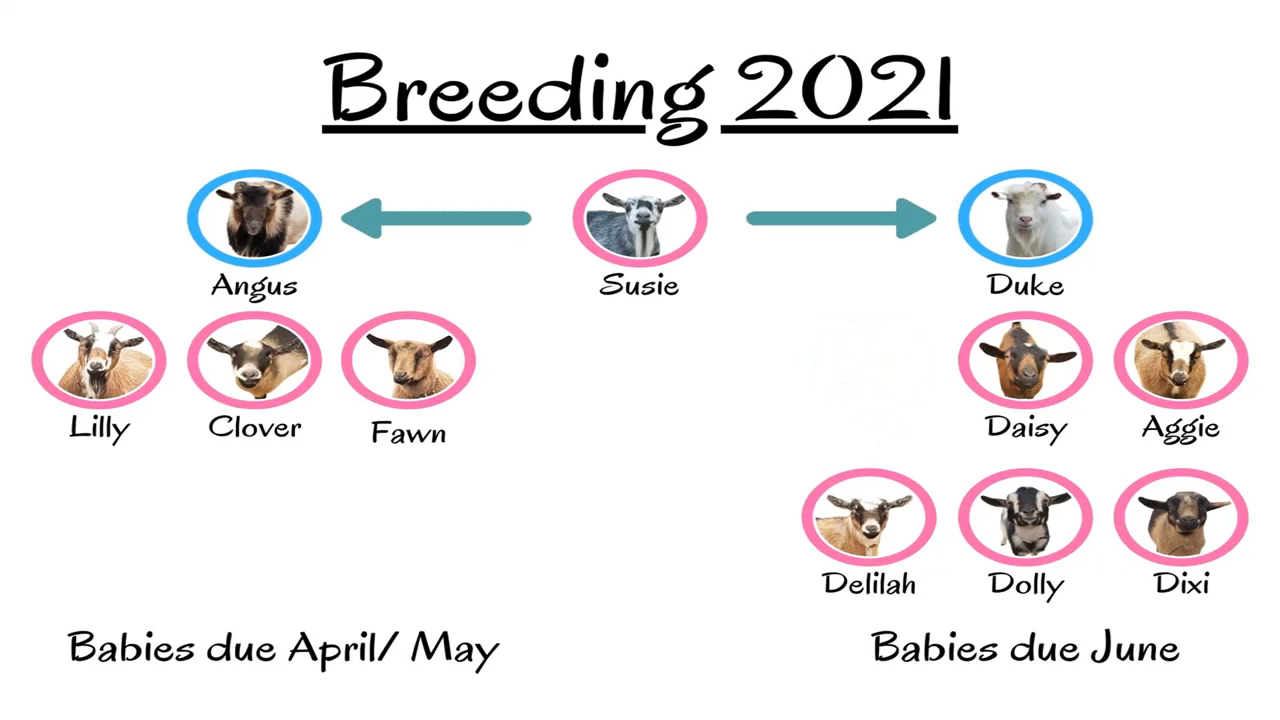 Breeding 2021
Angus Susie Duke
Lilly Clover Fawn Daisy Aggie
Delilah Dolly Dixi
Babies due April/ May Babies due June